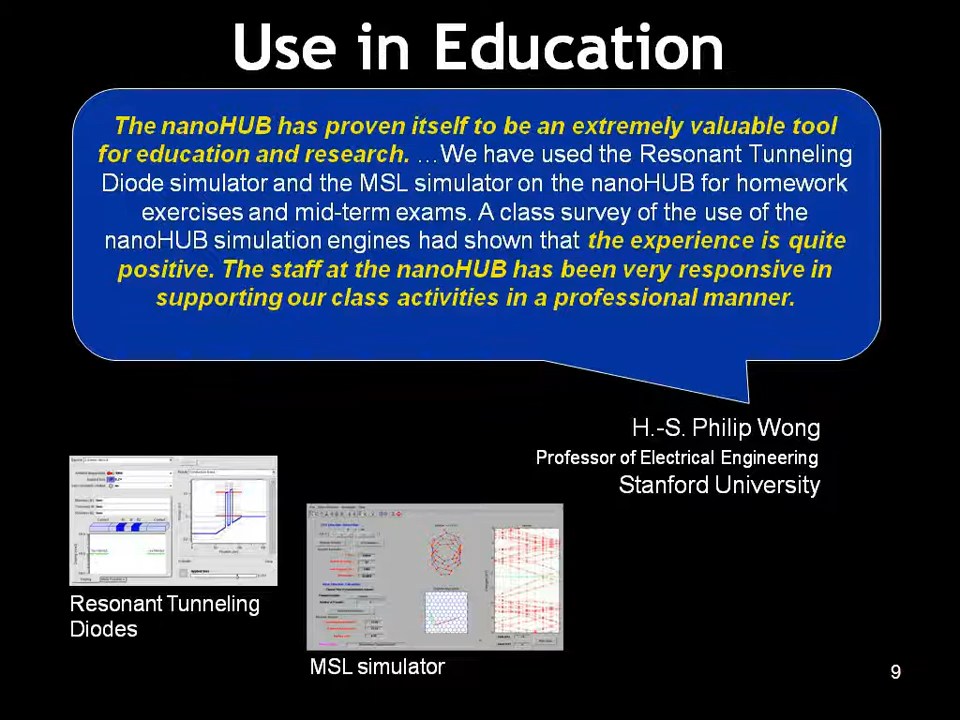 Use in Education
The nanoHUB has proven itself to be an extremely valuable tool
for education and research. …We have used the Resonant Tunneling
Diode simulator and the MSL simulator on the nanoHUB for homework
exercises and mid-term exams. A class survey of the use of the
nanoHUB simulation engines had shown that the experience is quite
positive. The staff at the nanoHUB has been very responsive in
supporting our class activities in a professional manner.
H.-S. Philip Wong
Professor of Electrical Engineering
Stanford University
Resonant Tunneling
Diodes
MSL simulator
9